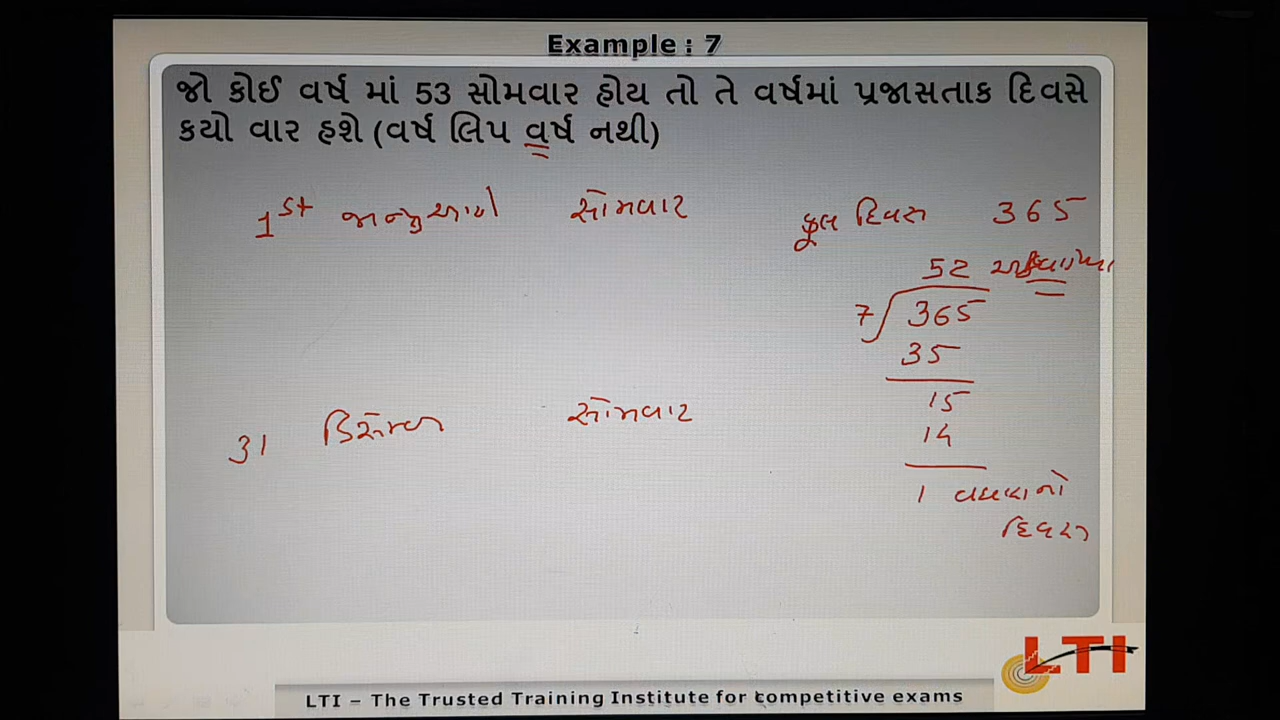 Example : 7
જો કોઈ વર્ષ માં 53 સોમવાર હોય તો તે વર્ષમાં પ્રજાસતાક દિવસે
કયો વાર હશે (વર્ષ લિપ વર્ષ નથી)
1st જાન્યુઆરી સોમવાર
કૂલ દિવસ 365
52
7 365
35
15
14
1 વધારાનો
દિવસ
31 ડિસેમ્બર સોમવાર
LTI
LTI – The Trusted Training Institute for competitive exams